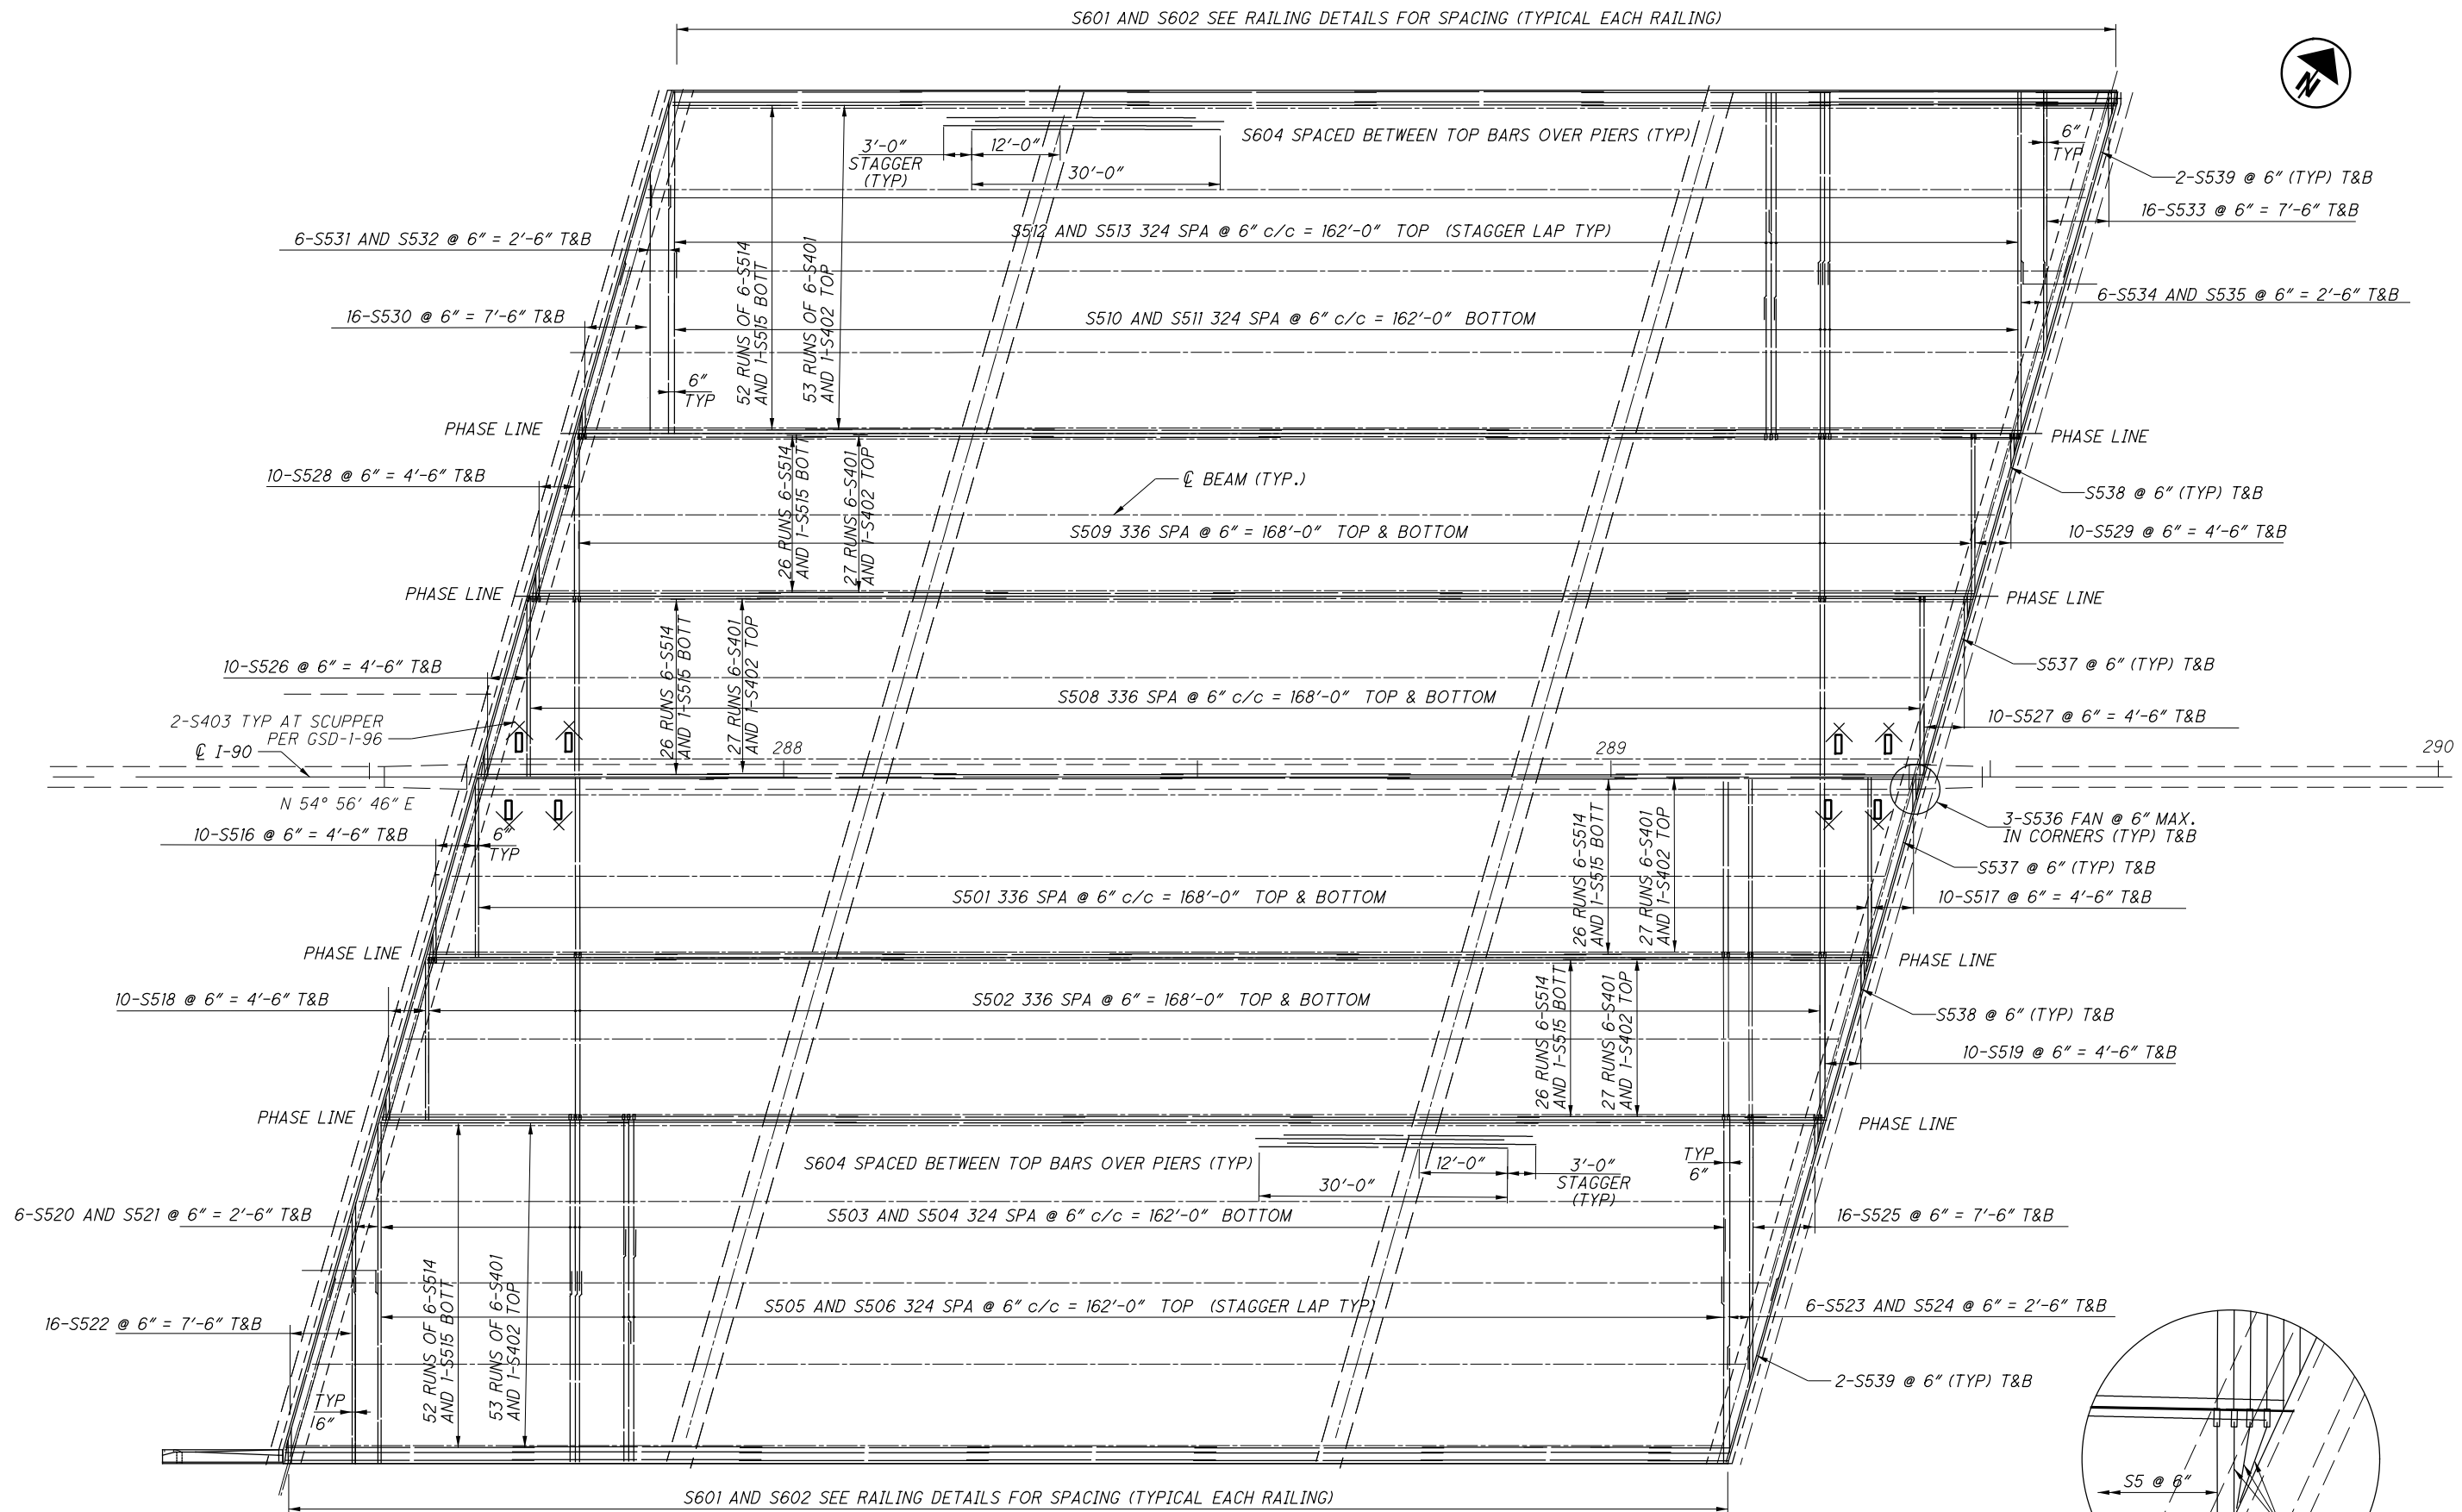 S601 AND S602 SEE RAILING DETAILS FOR SPACING (TYPICAL EACH RAILING)
N
S604 SPACED BETWEEN TOP BARS OVER PIERS (TYP)
3'-0"
STAGGER
(TYP)
12'-0"
30'-0"
6"
TYP
2-S539 @ 6" (TYP) T&B
16-S533 @ 6" = 7'-6" T&B
6-S531 AND S532 @ 6" = 2'-6" T&B
S512 AND S513 324 SPA @ 6" c/c = 162'-0" TOP (STAGGER LAP TYP)
52 RUNS OF 6-S514
AND 1-S515 BOTT
53 RUNS OF 6-S401
AND 1-S402 TOP
6-S534 AND S535 @ 6" = 2'-6" T&B
16-S530 @ 6" = 7'-6" T&B
S510 AND S511 324 SPA @ 6" c/c = 162'-0" BOTTOM
6"
TYP
PHASE LINE
PHASE LINE
10-S528 @ 6" = 4'-6" T&B
26 RUNS 6-S514
AND 1-S515 BOTT
27 RUNS 6-S401
AND 1-S402 TOP
℄ BEAM (TYP.)
S538 @ 6" (TYP) T&B
S509 336 SPA @ 6" = 168'-0" TOP & BOTTOM
10-S529 @ 6" = 4'-6" T&B
PHASE LINE
PHASE LINE
26 RUNS 6-S514
AND 1-S515 BOTT
27 RUNS 6-S401
AND 1-S402 TOP
10-S526 @ 6" = 4'-6" T&B
S537 @ 6" (TYP) T&B
S508 336 SPA @ 6" c/c = 168'-0" TOP & BOTTOM
10-S527 @ 6" = 4'-6" T&B
2-S403 TYP AT SCUPPER
PER GSD-1-96
℄ I-90
288
289
290
N 54° 56' 46" E
10-S516 @ 6" = 4'-6" T&B
6"
TYP
26 RUNS 6-S514
AND 1-S515 BOTT
27 RUNS 6-S401
AND 1-S402 TOP
3-S536 FAN @ 6" MAX.
IN CORNERS (TYP) T&B
S537 @ 6" (TYP) T&B
S501 336 SPA @ 6" c/c = 168'-0" TOP & BOTTOM
10-S517 @ 6" = 4'-6" T&B
PHASE LINE
PHASE LINE
10-S518 @ 6" = 4'-6" T&B
S502 336 SPA @ 6" = 168'-0" TOP & BOTTOM
26 RUNS 6-S514
AND 1-S515 BOTT
27 RUNS 6-S401
AND 1-S402 TOP
S538 @ 6" (TYP) T&B
10-S519 @ 6" = 4'-6" T&B
PHASE LINE
PHASE LINE
S604 SPACED BETWEEN TOP BARS OVER PIERS (TYP)
12'-0"
3'-0"
STAGGER
(TYP)
30'-0"
TYP
6"
6-S520 AND S521 @ 6" = 2'-6" T&B
S503 AND S504 324 SPA @ 6" c/c = 162'-0" BOTTOM
16-S525 @ 6" = 7'-6" T&B
52 RUNS OF 6-S514
AND 1-S515 BOTT
53 RUNS OF 6-S401
AND 1-S402 TOP
S505 AND S506 324 SPA @ 6" c/c = 162'-0" TOP (STAGGER LAP TYP)
6-S523 AND S524 @ 6" = 2'-6" T&B
16-S522 @ 6" = 7'-6" T&B
2-S539 @ 6" (TYP) T&B
TYP
6"
S5 @ 6"
S601 AND S602 SEE RAILING DETAILS FOR SPACING (TYPICAL EACH RAILING)